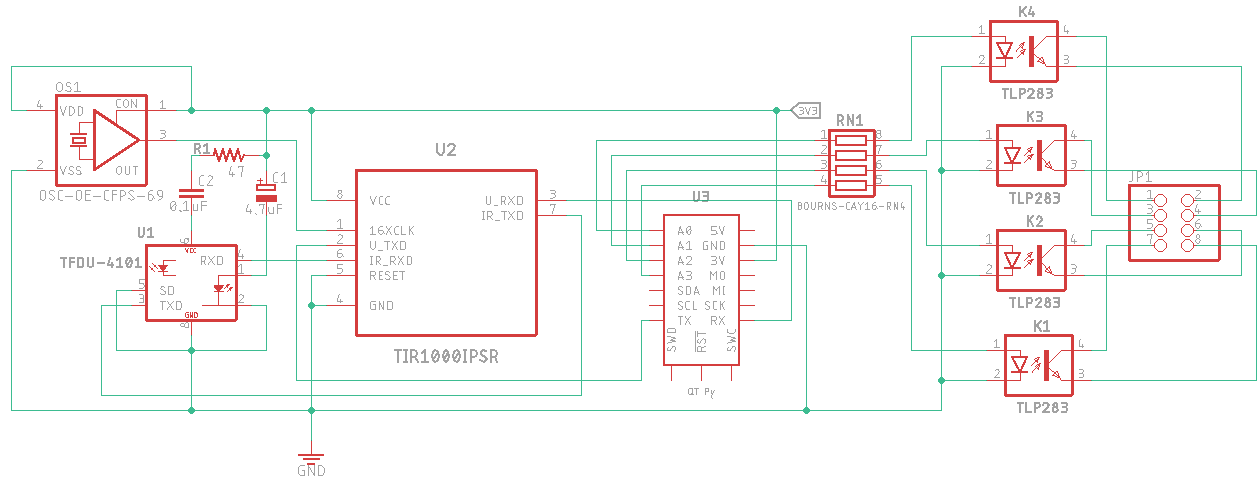 K4
1 4
2 3
TLP283
OS1
4 VDD CON 1
3
2 VSS OUT
OSC-OE-CFPS-69
R1
47
C2
0.1uF
C1
+
4.7uF
3V3
RN1
1 8
2 7
3 6
4 5
BOURNS-CAY16-RN4
K3
1 4
2 3
TLP283
U2
8 VCC U_RXD 3
IR_TXD 7
1 16XCLK
2 U_TXD
6 IR_RXD
5 RESET
4 GND
TIR1000IPSR
U1
TFDU-4101
6
VCC
RXD 4
1
5 SD
3 TXD 2
GND
8
U3
A0 5V
A1 GND
A2 3V
A3 MO
SDA MI
SCL SCK
TX RX
SWD RST SWC
QT Py
JP1
1 2
3 4
5 6
7 8
K2
1 4
2 3
TLP283
K1
1 4
2 3
TLP283
GND